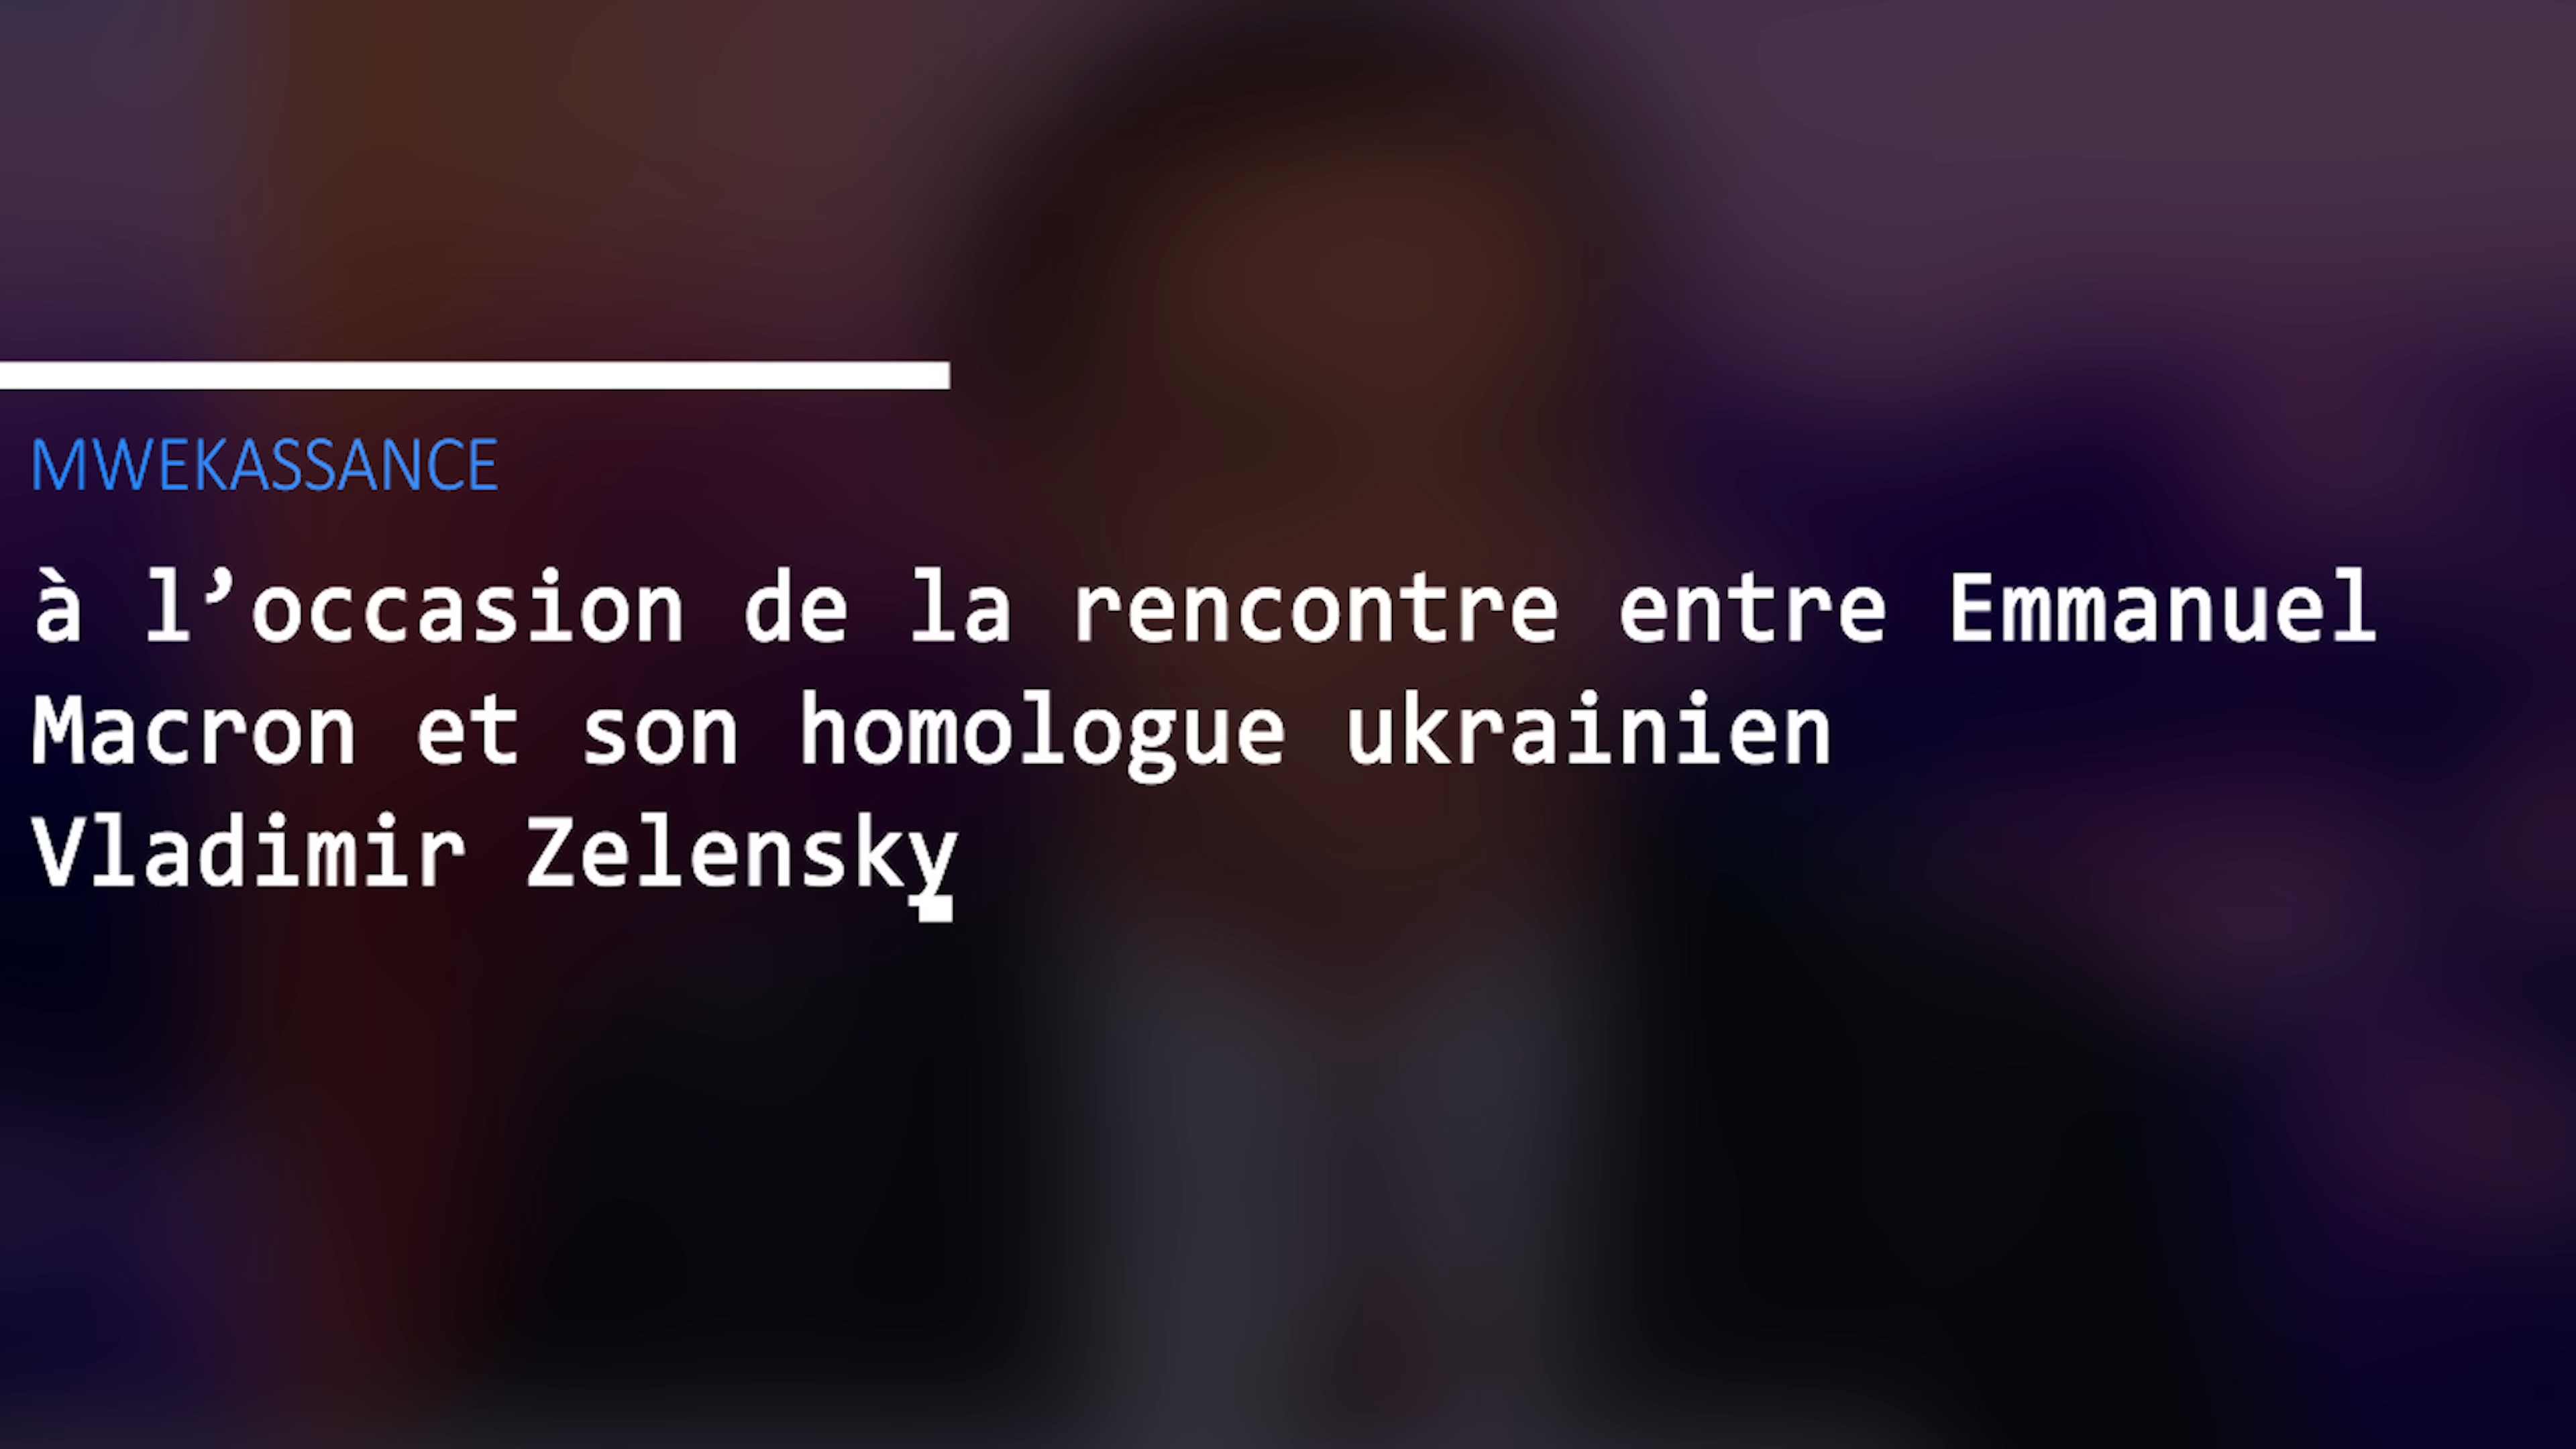 MWEKASSANCE
à l’occasion de la rencontre entre Emmanuel
Macron et son homologue ukrainien
Vladimir Zelensky